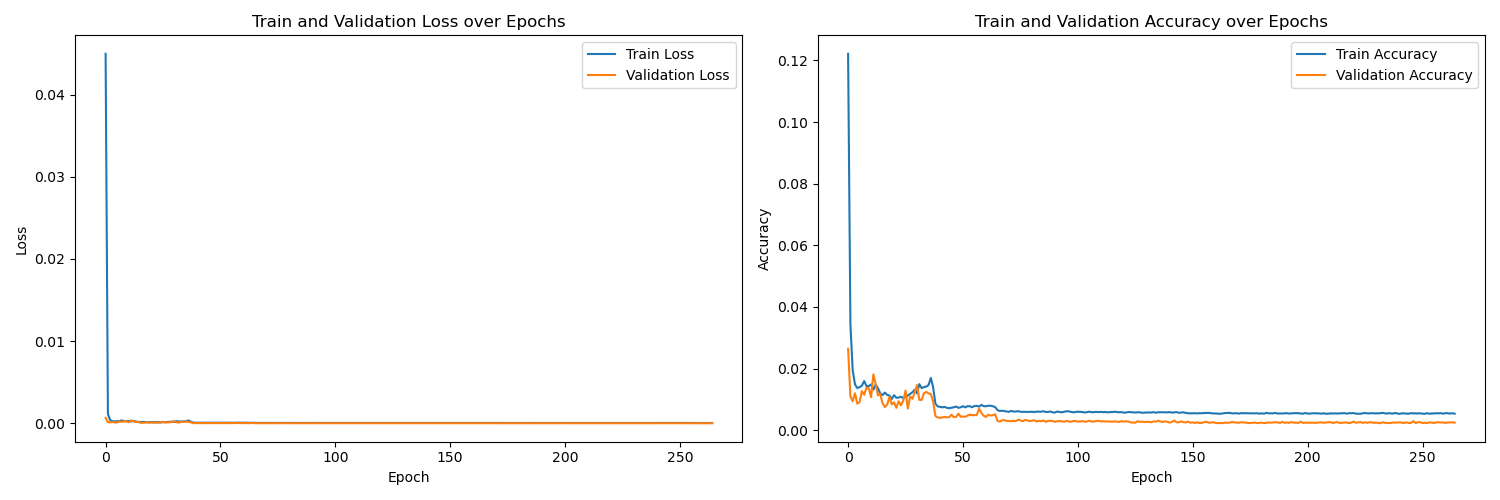 Train and Validation Loss over Epochs
Train Loss
Validation Loss
0.04
0.03
0.02
0.01
0.00
Loss
0 50 100 150 200 250
Epoch
Train and Validation Accuracy over Epochs
Train Accuracy
Validation Accuracy
0.12
0.10
0.08
0.06
0.04
0.02
0.00
Accuracy
0 50 100 150 200 250
Epoch